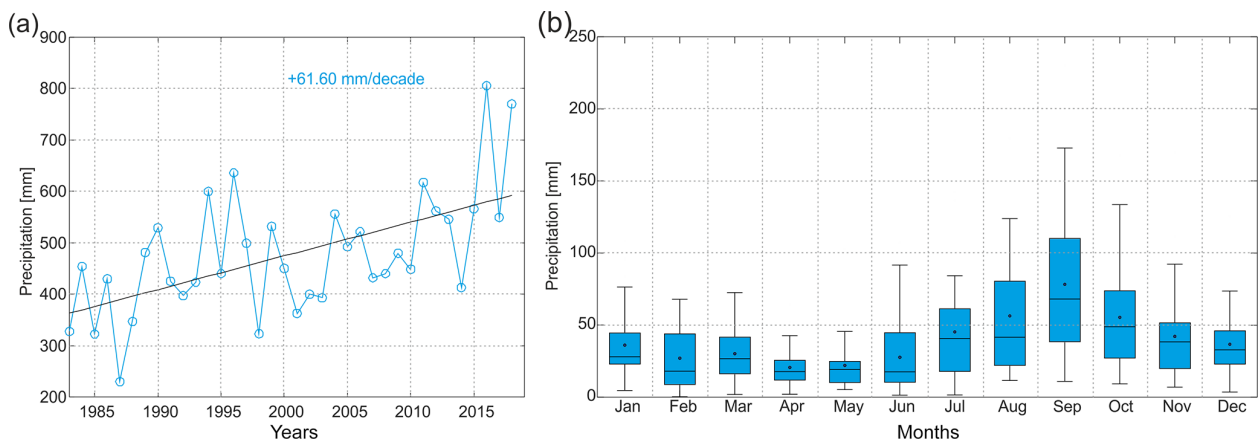 (a)
900
800
700
600
500
400
300
200
Precipitation [mm]
+61.60 mm/decade
1985 1990 1995 2000 2005 2010 2015
Years
(b)
250
200
150
100
50
0
Precipitation [mm]
Jan Feb Mar Apr May Jun Jul Aug Sep Oct Nov Dec
Months